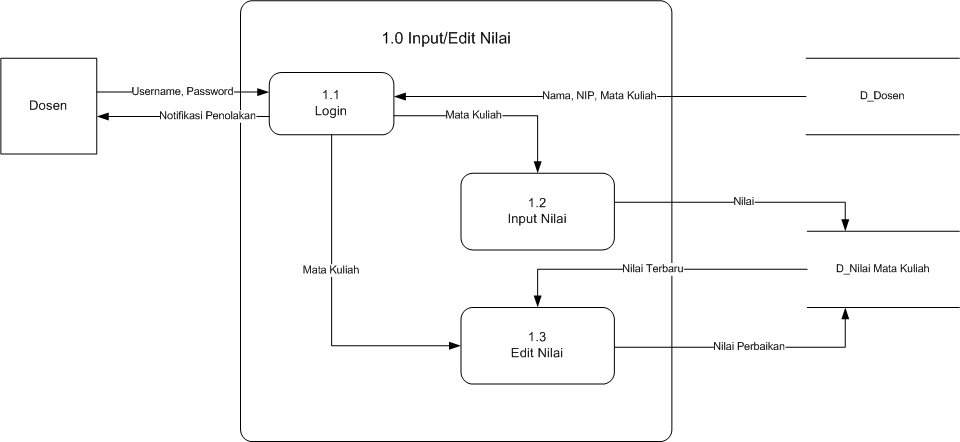 1.0 Input/Edit Nilai
Dosen
Username, Password
Notifikasi Penolakan
1.1
Login
Nama, NIP, Mata Kuliah
D_Dosen
Mata Kuliah
1.2
Input Nilai
Nilai
Mata Kuliah
Nilai Terbaru
D_Nilai Mata Kuliah
1.3
Edit Nilai
Nilai Perbaikan